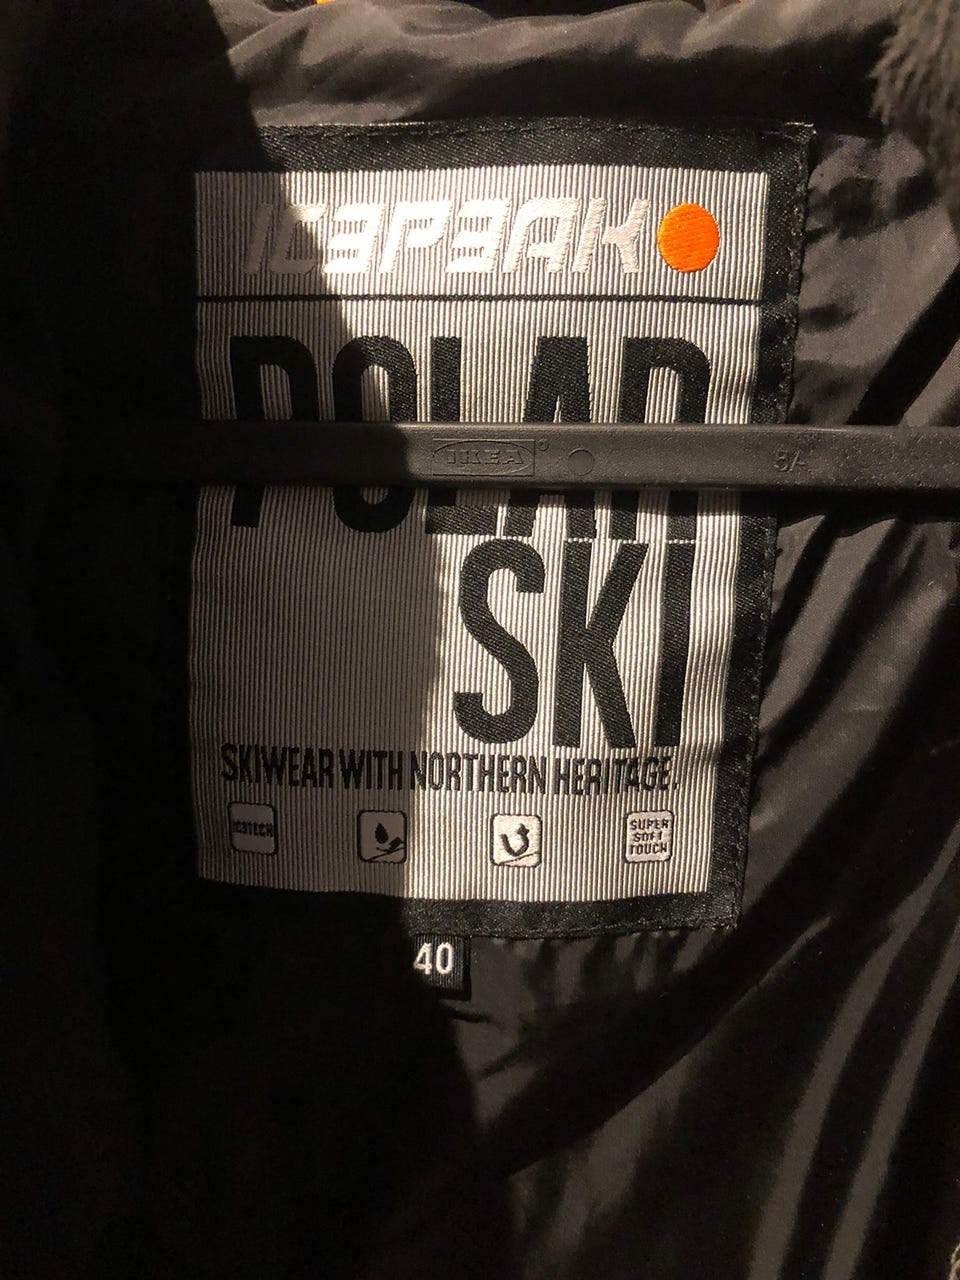 ICEPEAK
POLAR
IKEA
SKI
SKIWEAR WITH NORTHERN HERITAGE.
ICETECH
SUPER
SOFT
TOUCH
40